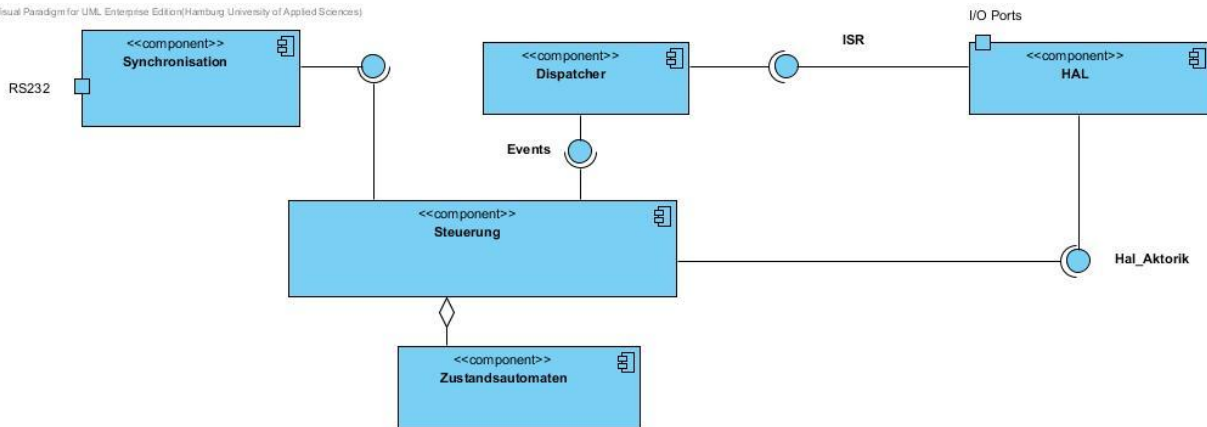 Visual Paradigm for UML Enterprise Edition(Hamburg University of Applied Sciences)
I/O Ports
<<component>>
Synchronisation
RS232
<<component>>
Dispatcher
ISR
<<component>>
HAL
Events
<<component>>
Steuerung
Hal_Aktorik
<<component>>
Zustandsautomaten